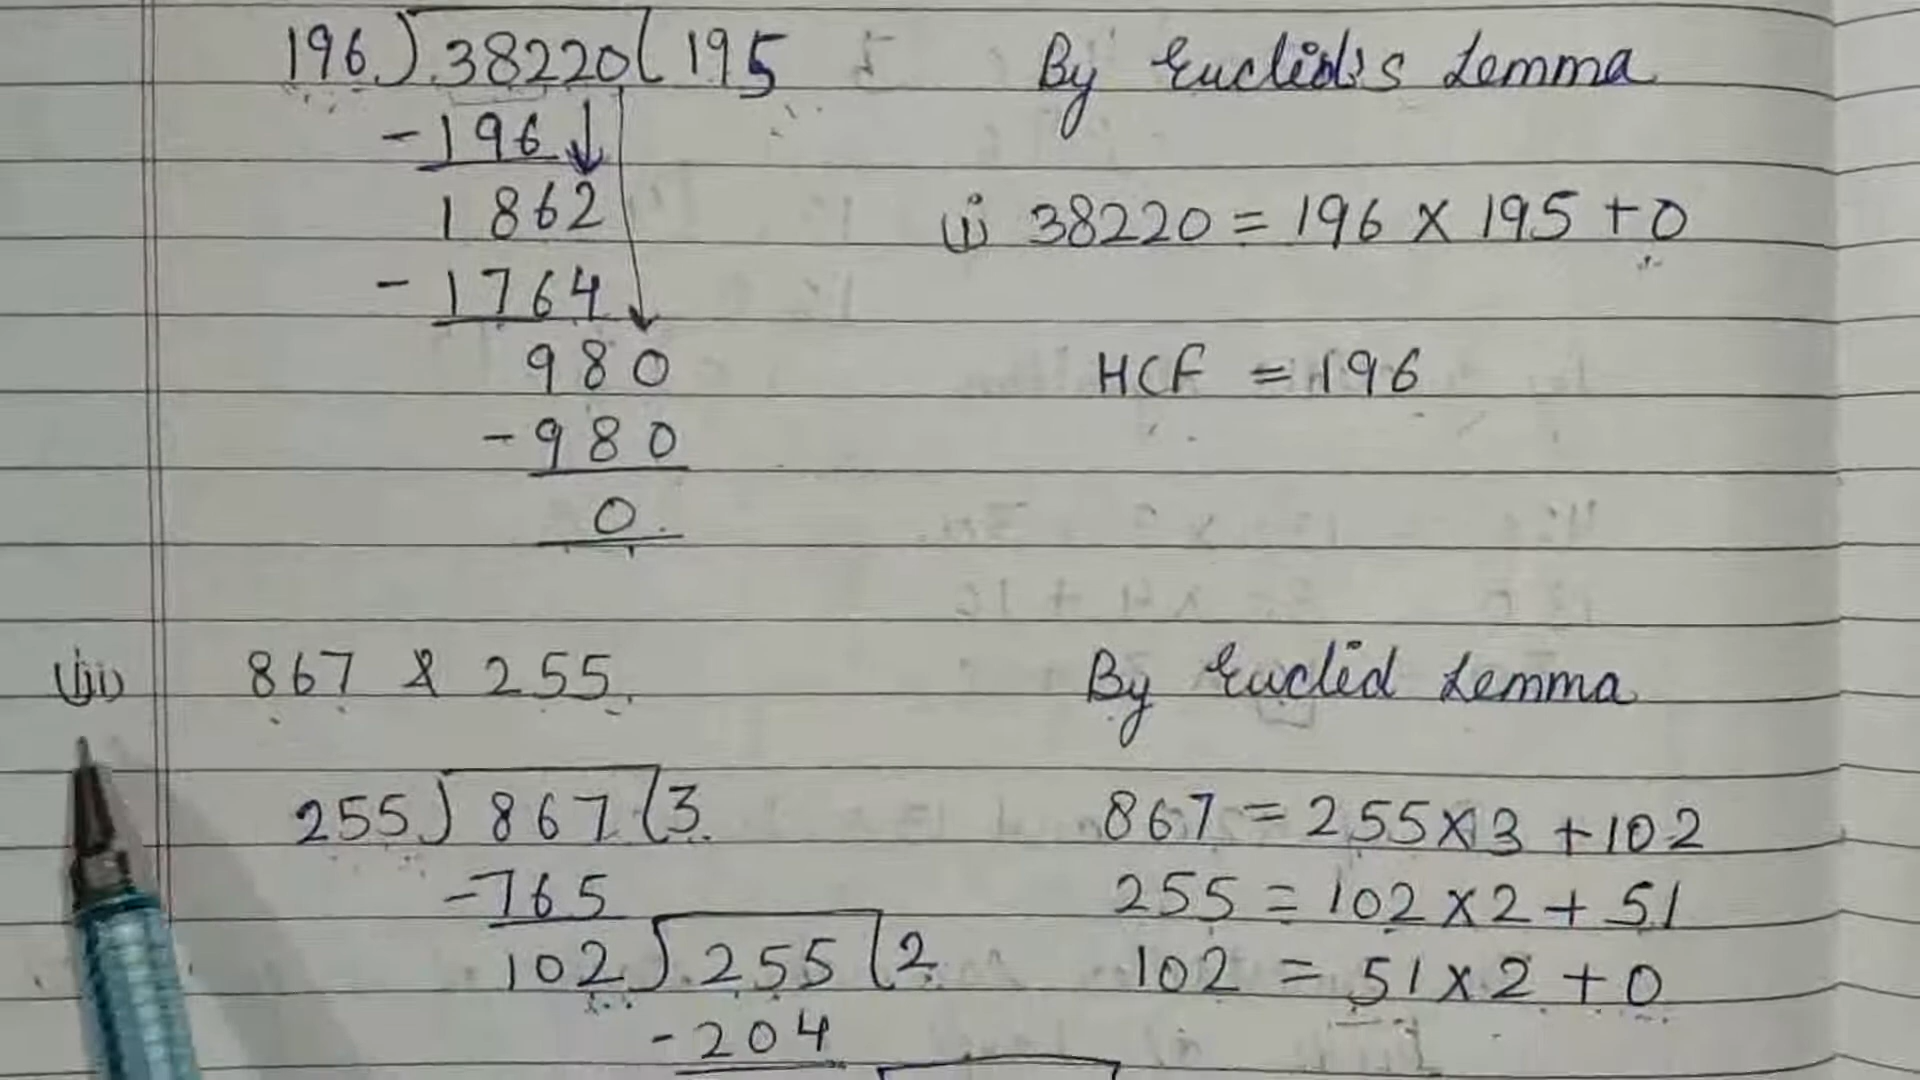 196 ) 38220 ( 195
- 196
1862
- 1764
980
- 980
0
By Euclid's Lemma
(ii) 38220 = 196 × 195 + 0
HCF = 196
(iii) 867 & 255.
255 ) 867 ( 3
- 765
102 ) 255 ( 2
- 204
By Euclid Lemma
867 = 255 × 3 + 102
255 = 102 × 2 + 51
102 = 51 × 2 + 0